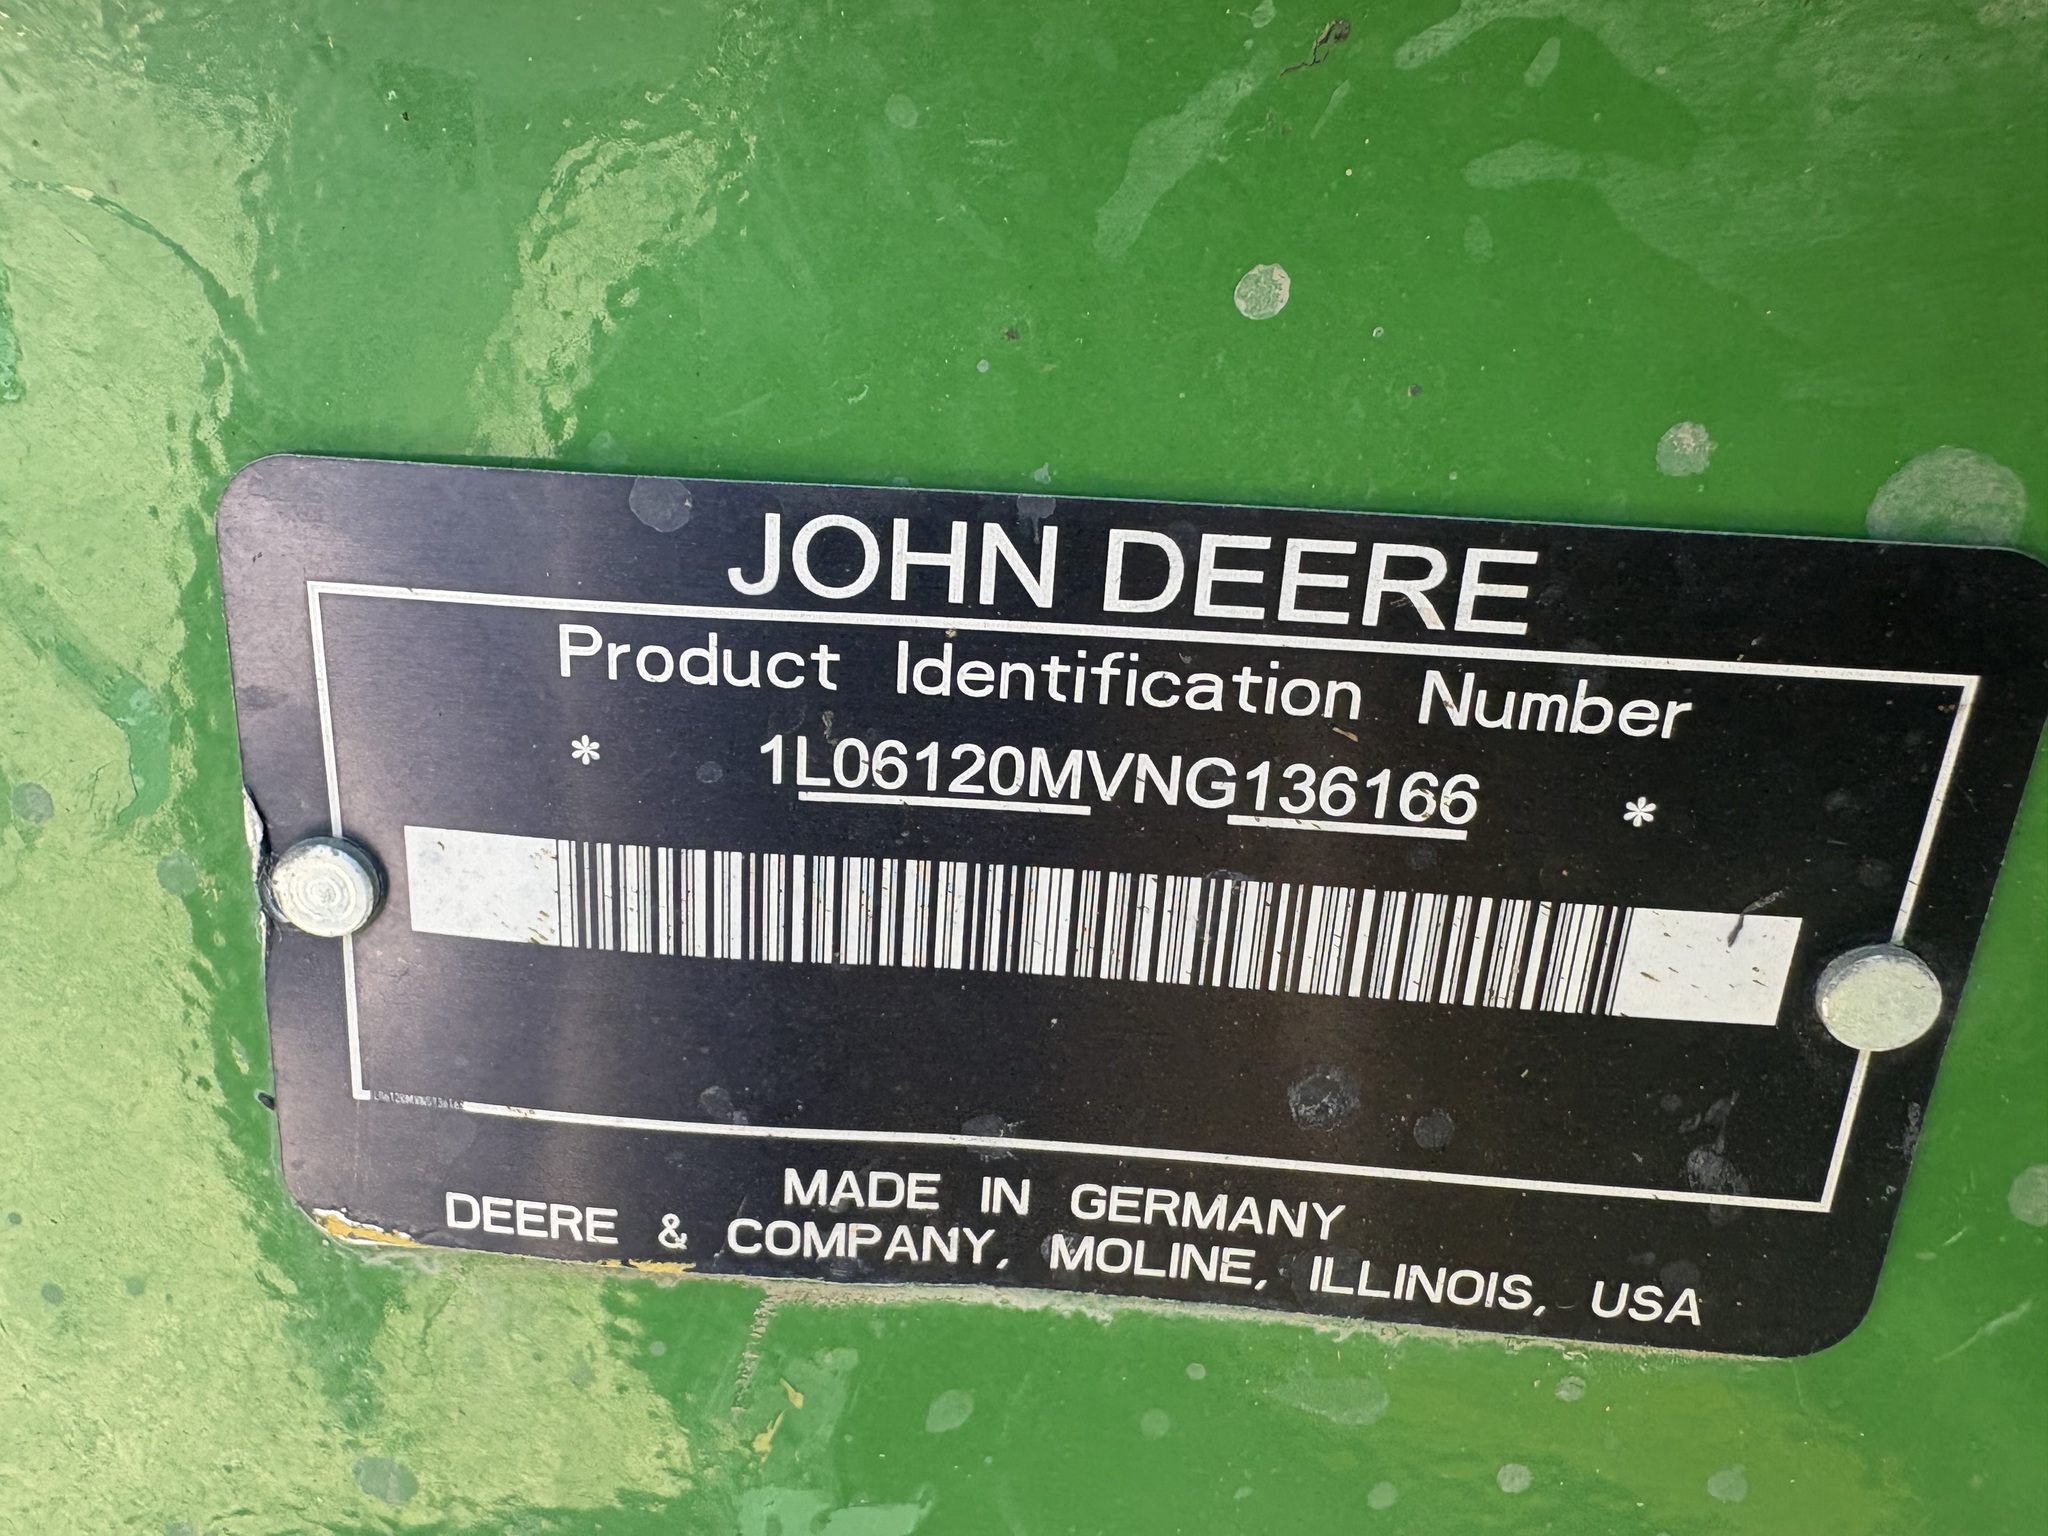 JOHN DEERE
Product Identification Number
* 1L06120MVNG136166 *
MADE IN GERMANY
DEERE & COMPANY, MOLINE, ILLINOIS, USA